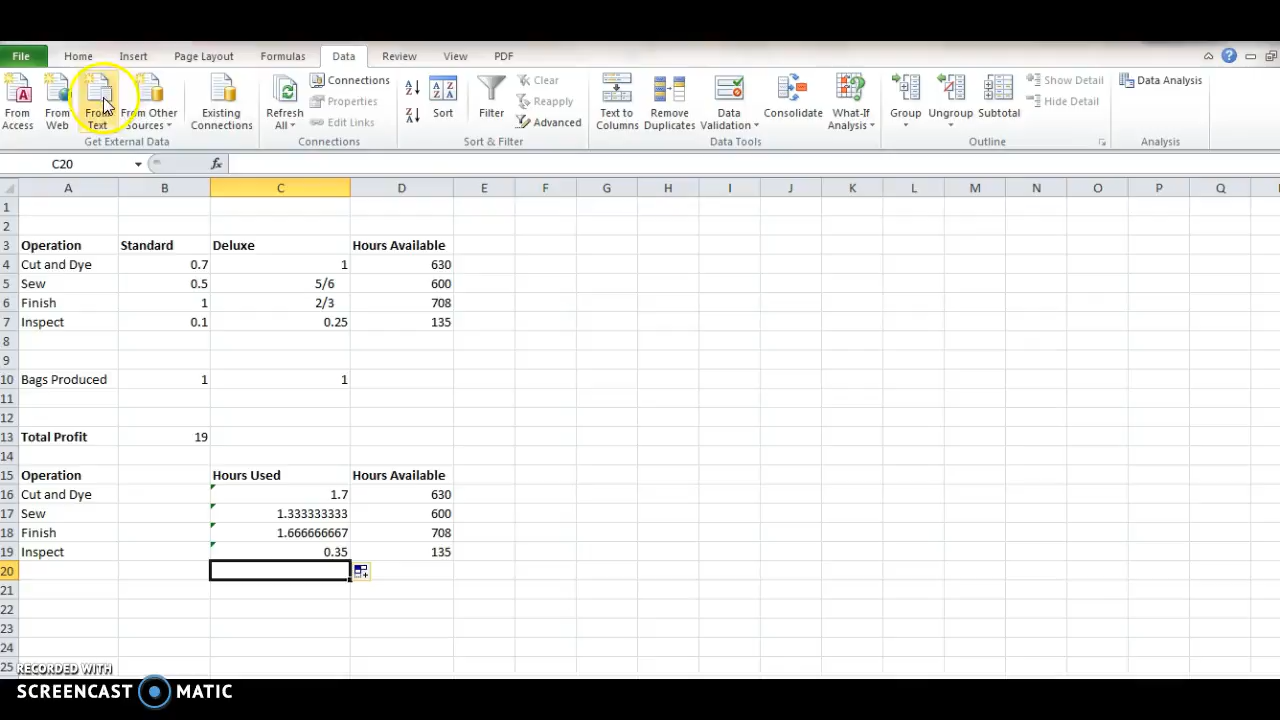 File Home Insert Page Layout Formulas Data Review View PDF
From Access From Web From Text From Other Sources Existing Connections Refresh All Connections Properties Edit Links Sort Filter Clear Reapply Advanced Text to Columns Remove Duplicates Data Validation Consolidate What-If Analysis Group Ungroup Subtotal Show Detail Hide Detail Data Analysis
Get External Data Connections Sort & Filter Data Tools Outline Analysis
C20 fx
A B C D E F G H I J K L M N O P Q
1
2
3 Operation Standard Deluxe Hours Available
4 Cut and Dye 0.7 1 630
5 Sew 0.5 5/6 600
6 Finish 1 2/3 708
7 Inspect 0.1 0.25 135
8
9
10 Bags Produced 1 1
11
12
13 Total Profit 19
14
15 Operation Hours Used Hours Available
16 Cut and Dye 1.7 630
17 Sew 1.333333333 600
18 Finish 1.666666667 708
19 Inspect 0.35 135
20
21
22
23
24
25
RECORDED WITH
SCREENCAST MATIC